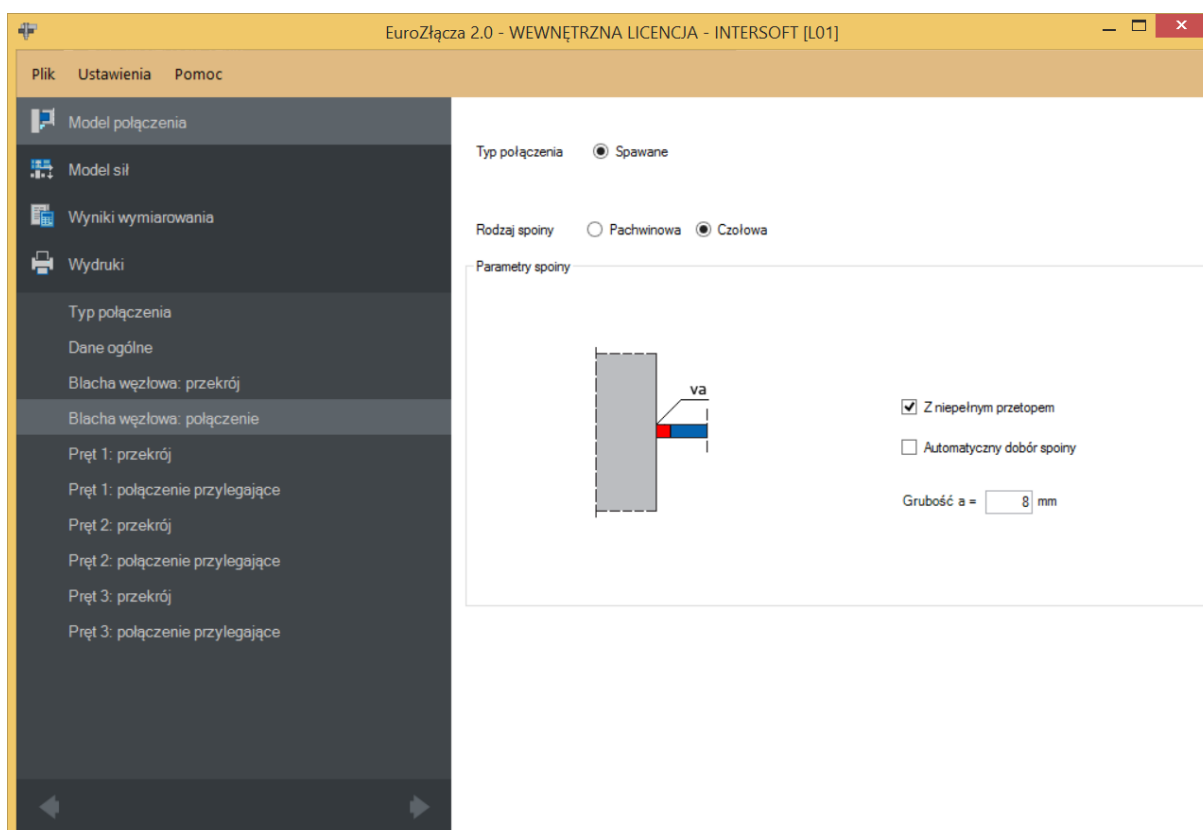 EuroZłącza 2.0 - WEWNĘTRZNA LICENCJA - INTERSOFT [L01]
Plik Ustawienia Pomoc
Model połączenia
Model sił
Wyniki wymiarowania
Wydruki
Typ połączenia
Dane ogólne
Blacha węzłowa: przekrój
Blacha węzłowa: połączenie
Pręt 1: przekrój
Pręt 1: połączenie przylegające
Pręt 2: przekrój
Pręt 2: połączenie przylegające
Pręt 3: przekrój
Pręt 3: połączenie przylegające
Typ połączenia Spawane
Rodzaj spoiny Pachwinowa Czołowa
Parametry spoiny
va
Z niepełnym przetopem
Automatyczny dobór spoiny
Grubość a = 8 mm